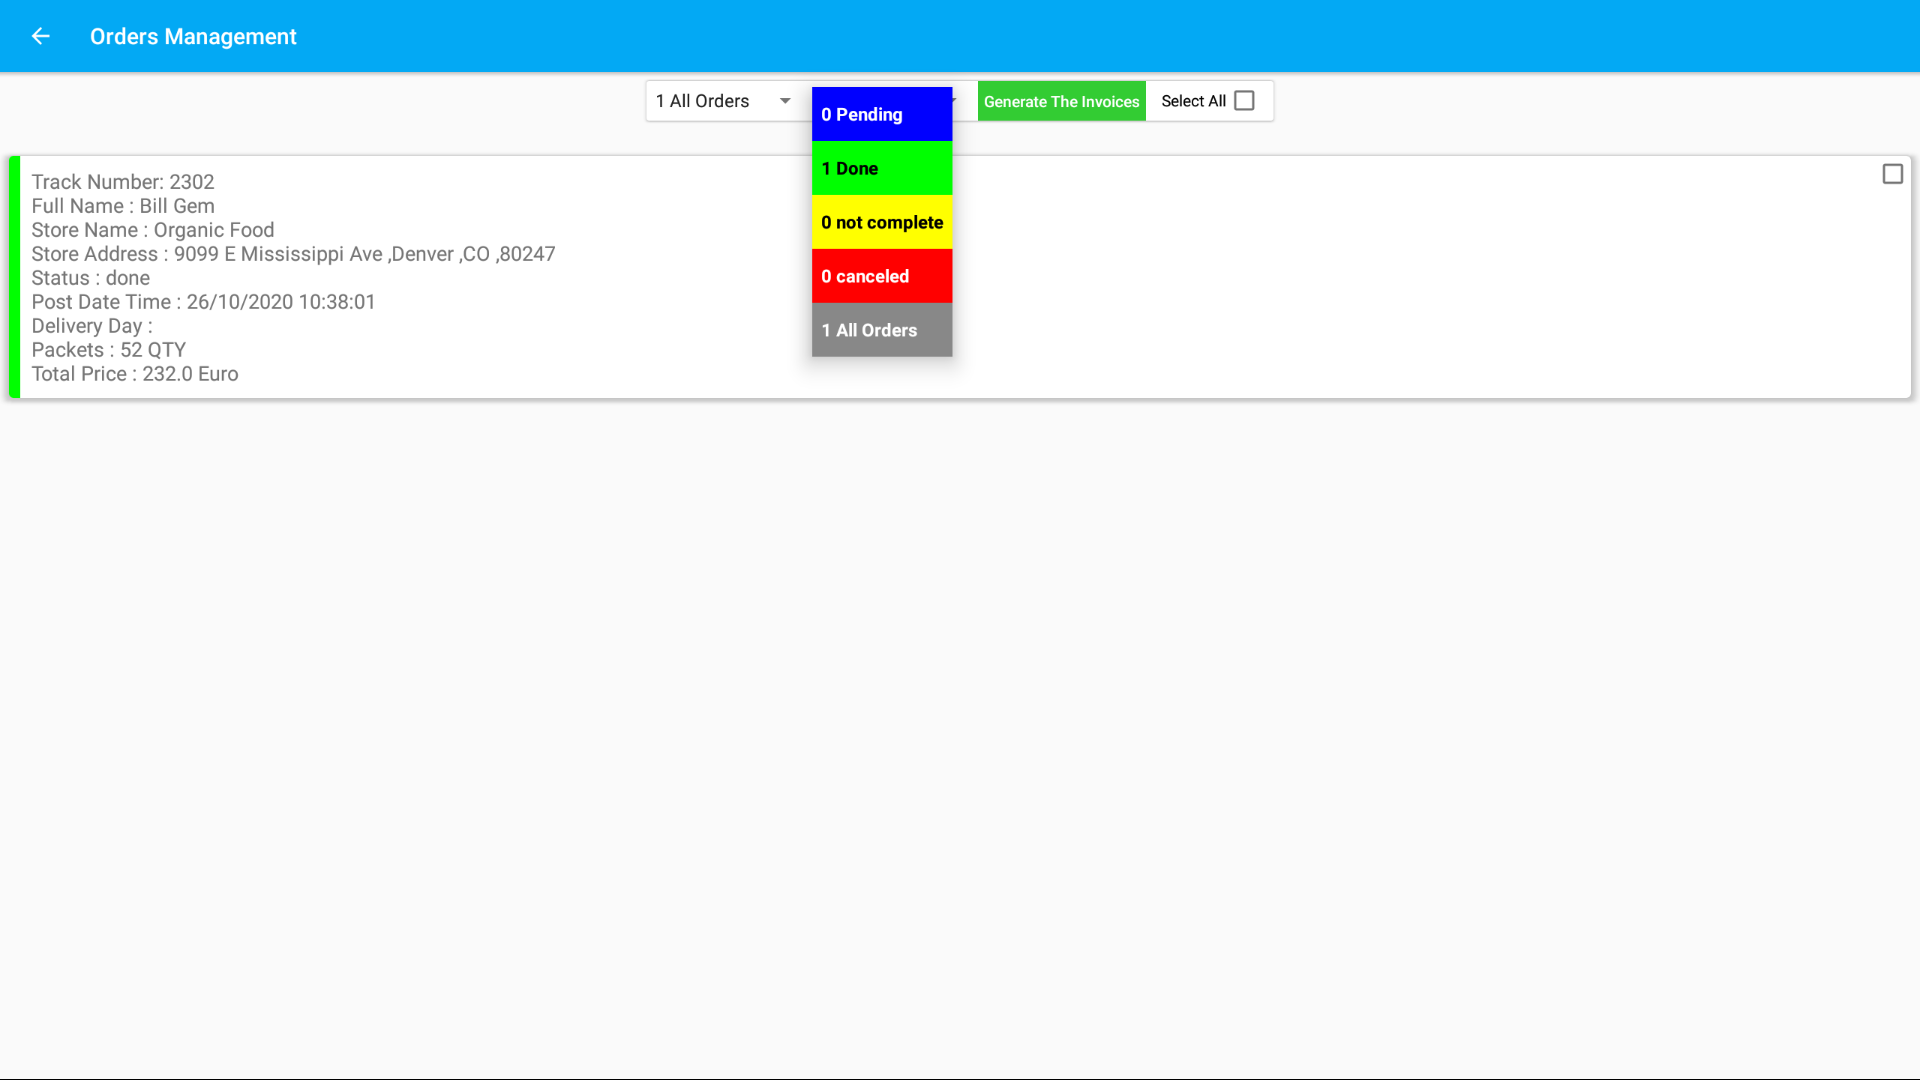 Orders Management
1 All Orders
0 Pending
1 Done
0 not complete
0 canceled
1 All Orders
Generate The Invoices
Select All
Track Number: 2302
Full Name : Bill Gem
Store Name : Organic Food
Store Address : 9099 E Mississippi Ave ,Denver ,CO ,80247
Status : done
Post Date Time : 26/10/2020 10:38:01
Delivery Day :
Packets : 52 QTY
Total Price : 232.0 Euro